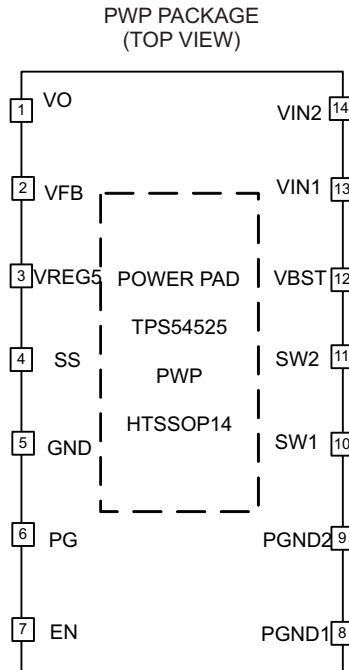 PWP PACKAGE
(TOP VIEW)
1 VO
VIN2 14
2 VFB
VIN1 13
3 VREG5
POWER PAD
VBST 12
TPS54525
4 SS
SW2 11
PWP
HTSSOP14
5 GND
SW1 10
6 PG
PGND2 9
7 EN
PGND1 8